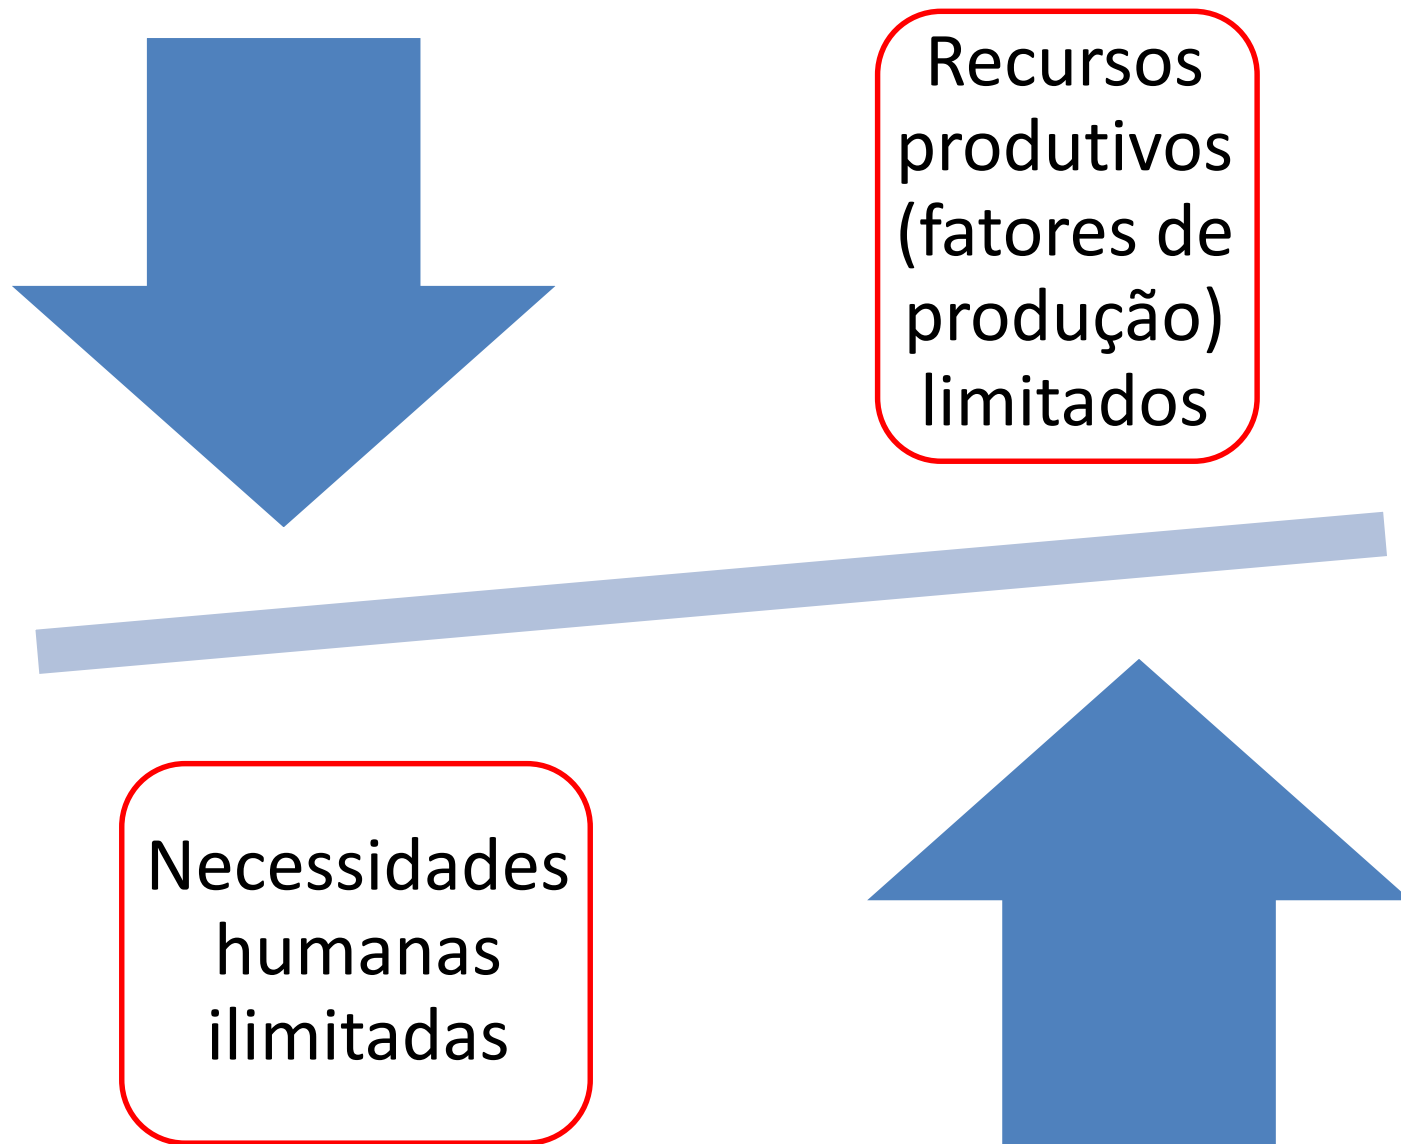 Recursos
produtivos
(fatores de
produção)
limitados
Necessidades
humanas
ilimitadas